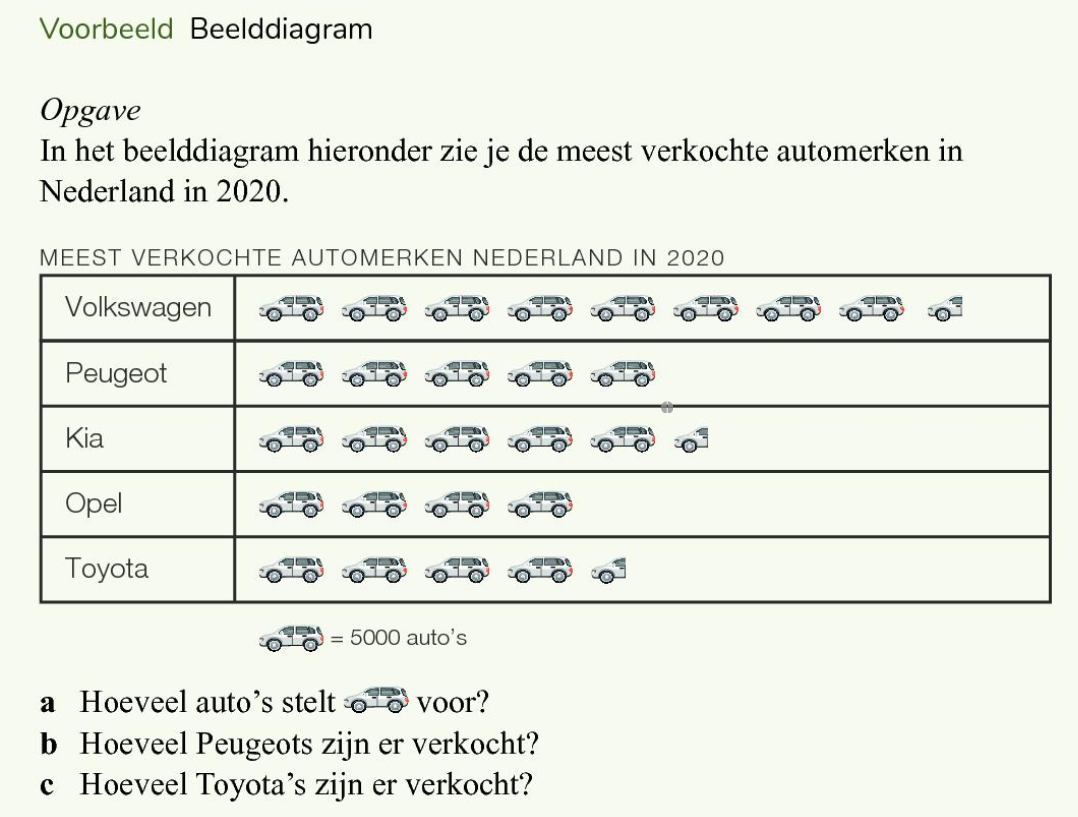 Voorbeeld Beelddiagram
Opgave
In het beelddiagram hieronder zie je de meest verkochte automerken in
Nederland in 2020.
MEEST VERKOCHTE AUTOMERKEN NEDERLAND IN 2020
Volkswagen
Peugeot
Kia
Opel
Toyota
= 5000 auto's
a Hoeveel auto's stelt voor?
b Hoeveel Peugeots zijn er verkocht?
c Hoeveel Toyota's zijn er verkocht?